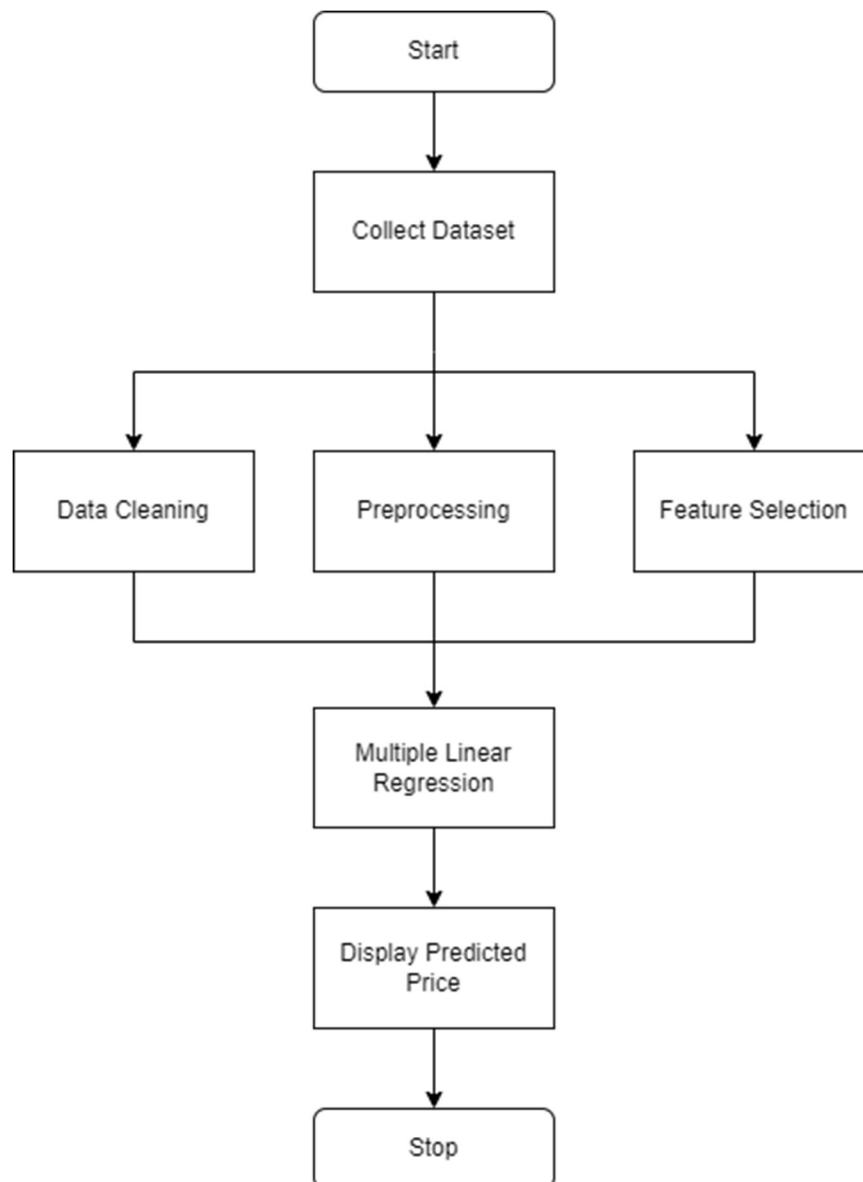 Start
Collect Dataset
Data Cleaning
Preprocessing
Feature Selection
Multiple Linear
Regression
Display Predicted
Price
Stop